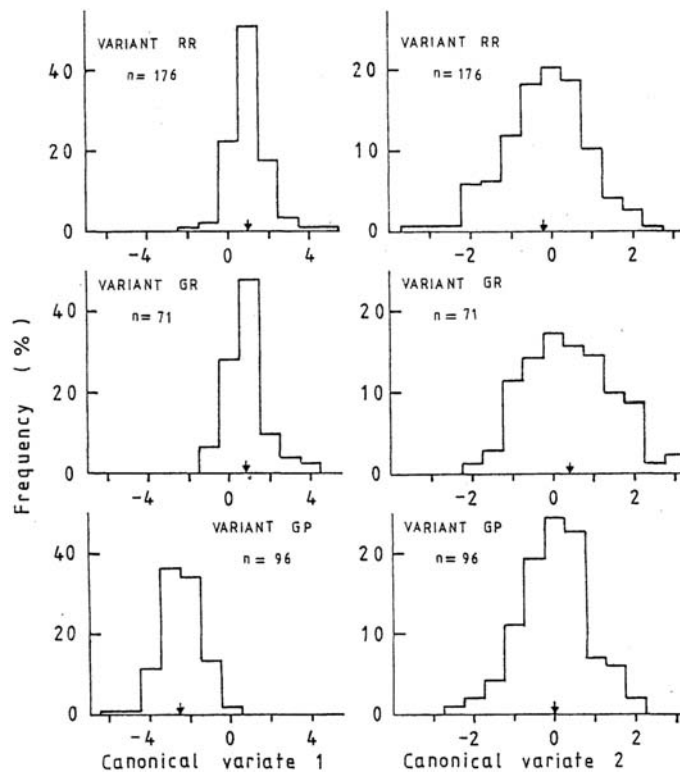 VARIANT RR
n= 176
40
20
0
-4
0
4
VARIANT RR
n= 176
20
10
0
-2
0
2
VARIANT GR
n= 71
40
20
0
-4
0
4
VARIANT GR
n= 71
20
10
0
-2
0
2
VARIANT GP
n= 96
40
20
0
-4
0
4
VARIANT GP
n= 96
20
10
0
-2
0
2
Frequency (%)
Canonical variate 1
Canonical variate 2